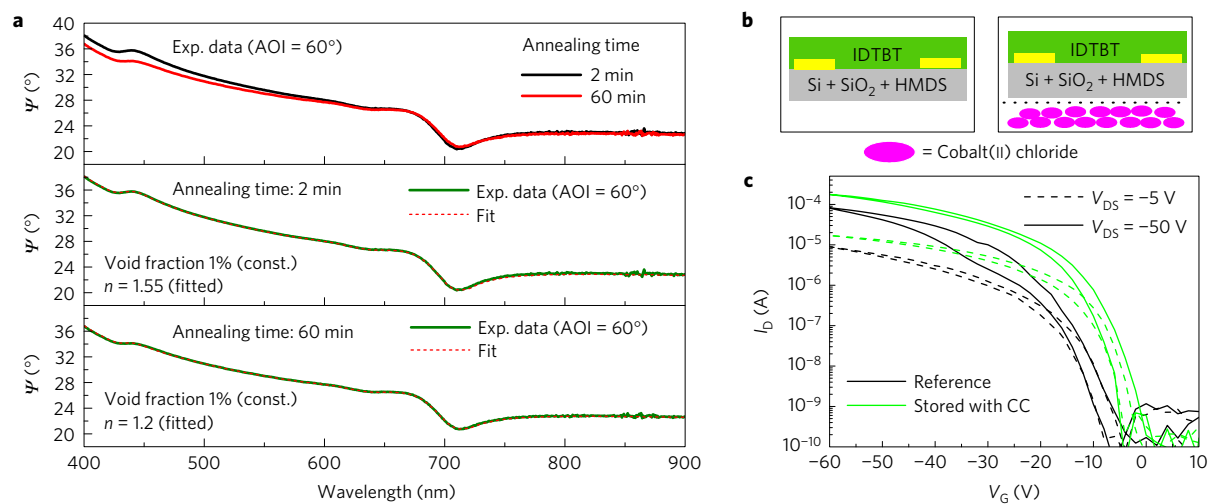 a
40
36
32
28
24
20
Ψ (°)
Exp. data (AOI = 60°)
Annealing time
2 min
60 min
36
32
28
24
20
Ψ (°)
Annealing time: 2 min
Exp. data (AOI = 60°)
Fit
Void fraction 1% (const.)
n = 1.55 (fitted)
36
32
28
24
20
Ψ (°)
Annealing time: 60 min
Exp. data (AOI = 60°)
Fit
Void fraction 1% (const.)
n = 1.2 (fitted)
400 500 600 700 800 900
Wavelength (nm)
b
IDTBT
Si + SiO₂ + HMDS
IDTBT
Si + SiO₂ + HMDS
= Cobalt(II) chloride
c
V_DS = −5 V
V_DS = −50 V
10⁻⁴
10⁻⁵
10⁻⁶
10⁻⁷
10⁻⁸
10⁻⁹
10⁻¹⁰
I_D (A)
Reference
Stored with CC
−60 −50 −40 −30 −20 −10 0 10
V_G (V)